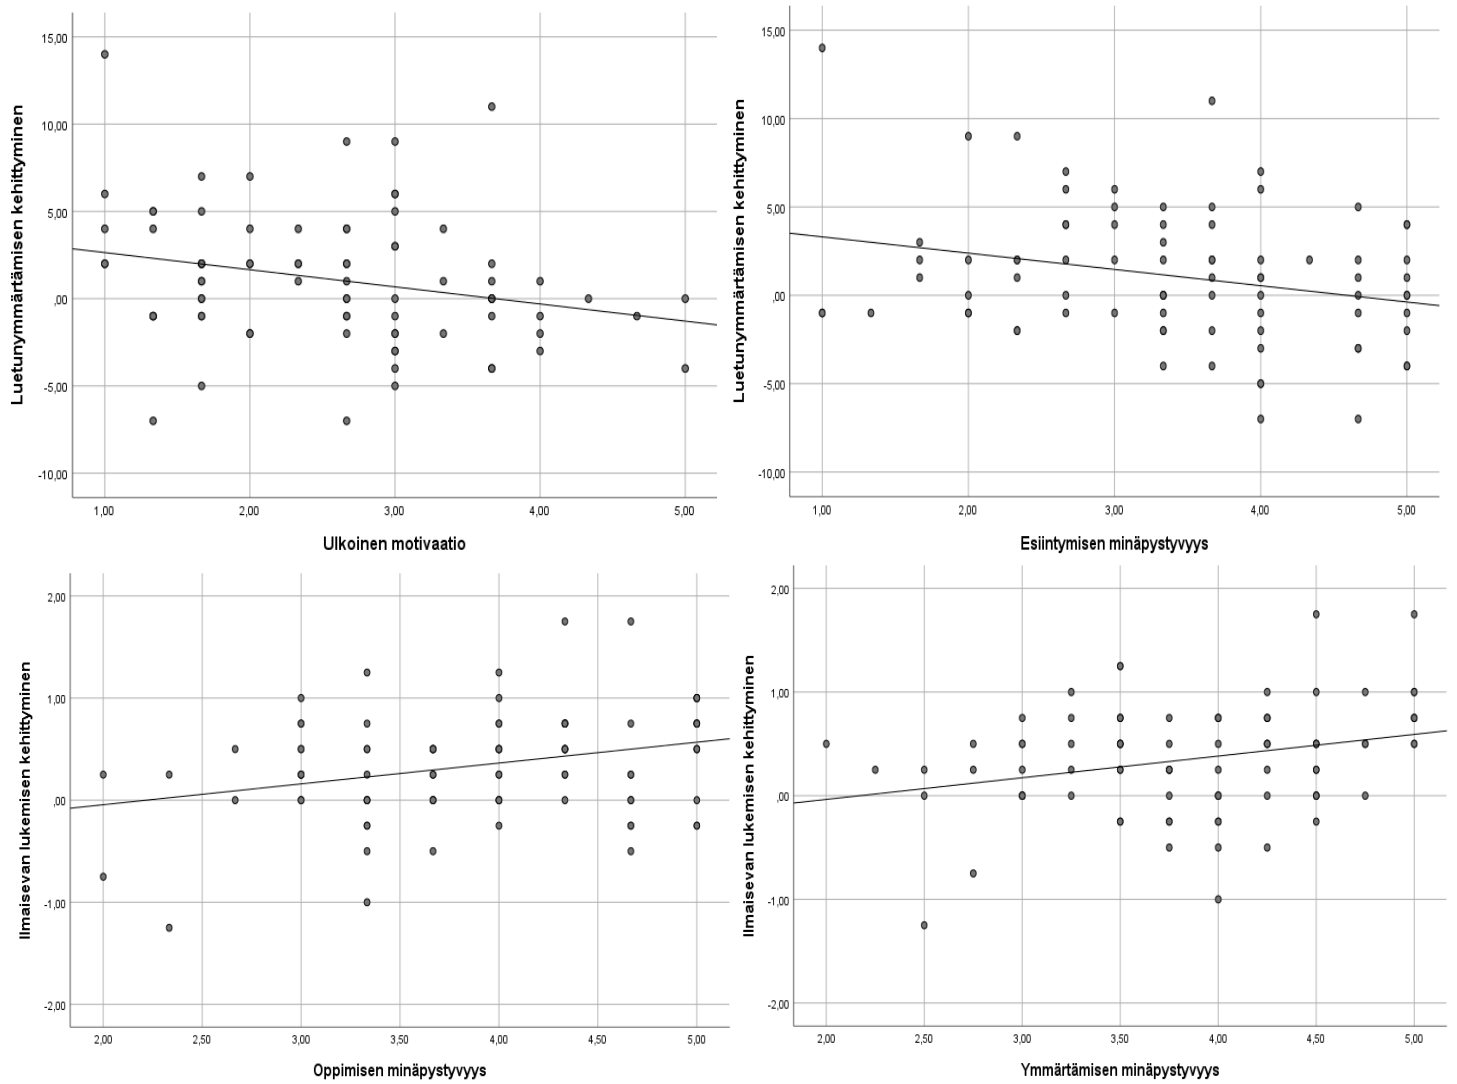 Luetunymmärtämisen kehittyminen
15,00
10,00
5,00
,00
-5,00
-10,00
1,00 2,00 3,00 4,00 5,00
Ulkoinen motivaatio
Luetunymmärtämisen kehittyminen
15,00
10,00
5,00
,00
-5,00
-10,00
1,00 2,00 3,00 4,00 5,00
Esiintymisen minäpystyvyys
Ilmaisevan lukemisen kehittyminen
2,00
1,00
,00
-1,00
-2,00
2,00 2,50 3,00 3,50 4,00 4,50 5,00
Oppimisen minäpystyvyys
Ilmaisevan lukemisen kehittyminen
2,00
1,00
,00
-1,00
-2,00
2,00 2,50 3,00 3,50 4,00 4,50 5,00
Ymmärtämisen minäpystyvyys